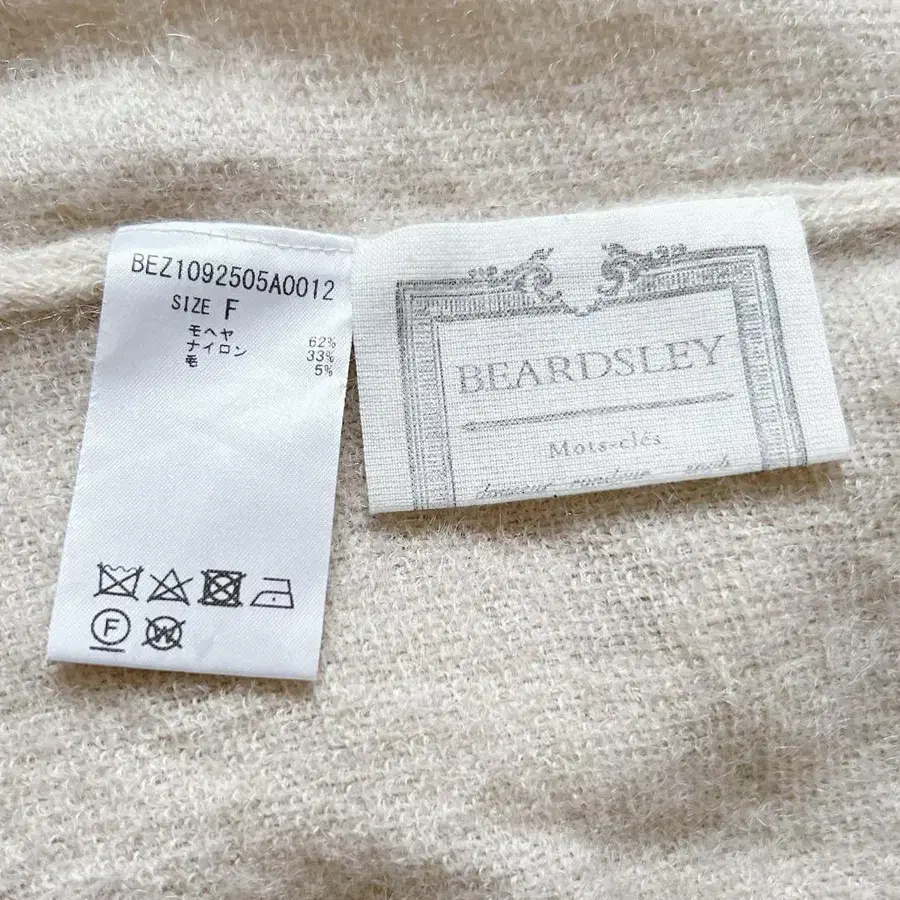 BEZ1092505A0012
SIZE F
モヘヤ 62%
ナイロン 33%
毛 5%
F
W
BEARDSLEY
Mots-clés